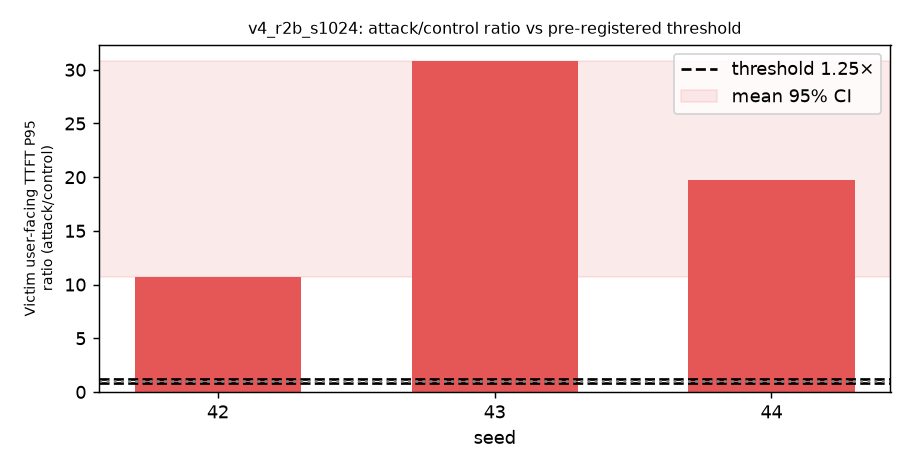 v4_r2b_s1024: attack/control ratio vs pre-registered threshold
Victim user-facing TTFT P95
ratio (attack/control)
30
25
20
15
10
5
0
threshold 1.25×
mean 95% CI
42
43
44
seed